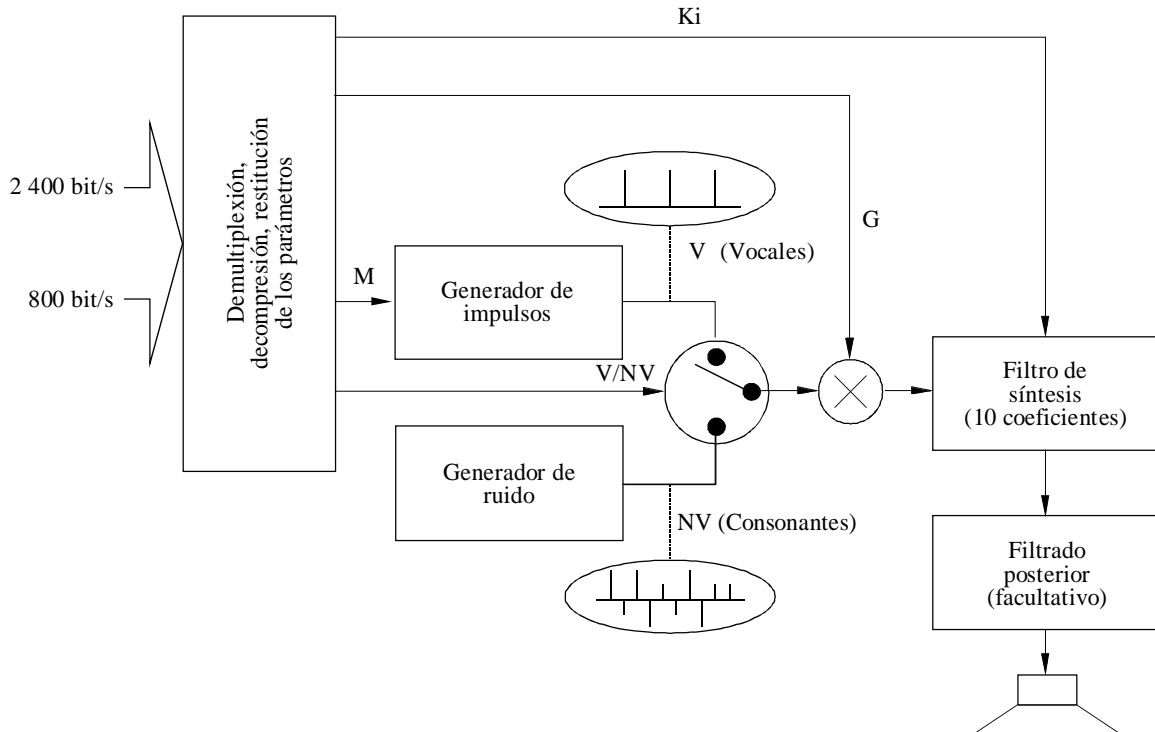 Ki
2 400 bit/s
800 bit/s
Demultiplexión,
decompresión, restitución
de los parámetros
V (Vocales)
G
M
Generador de
impulsos
V/NV
Filtro de
síntesis
(10 coeficientes)
Generador de
ruido
NV (Consonantes)
Filtrado
posterior
(facultativo)